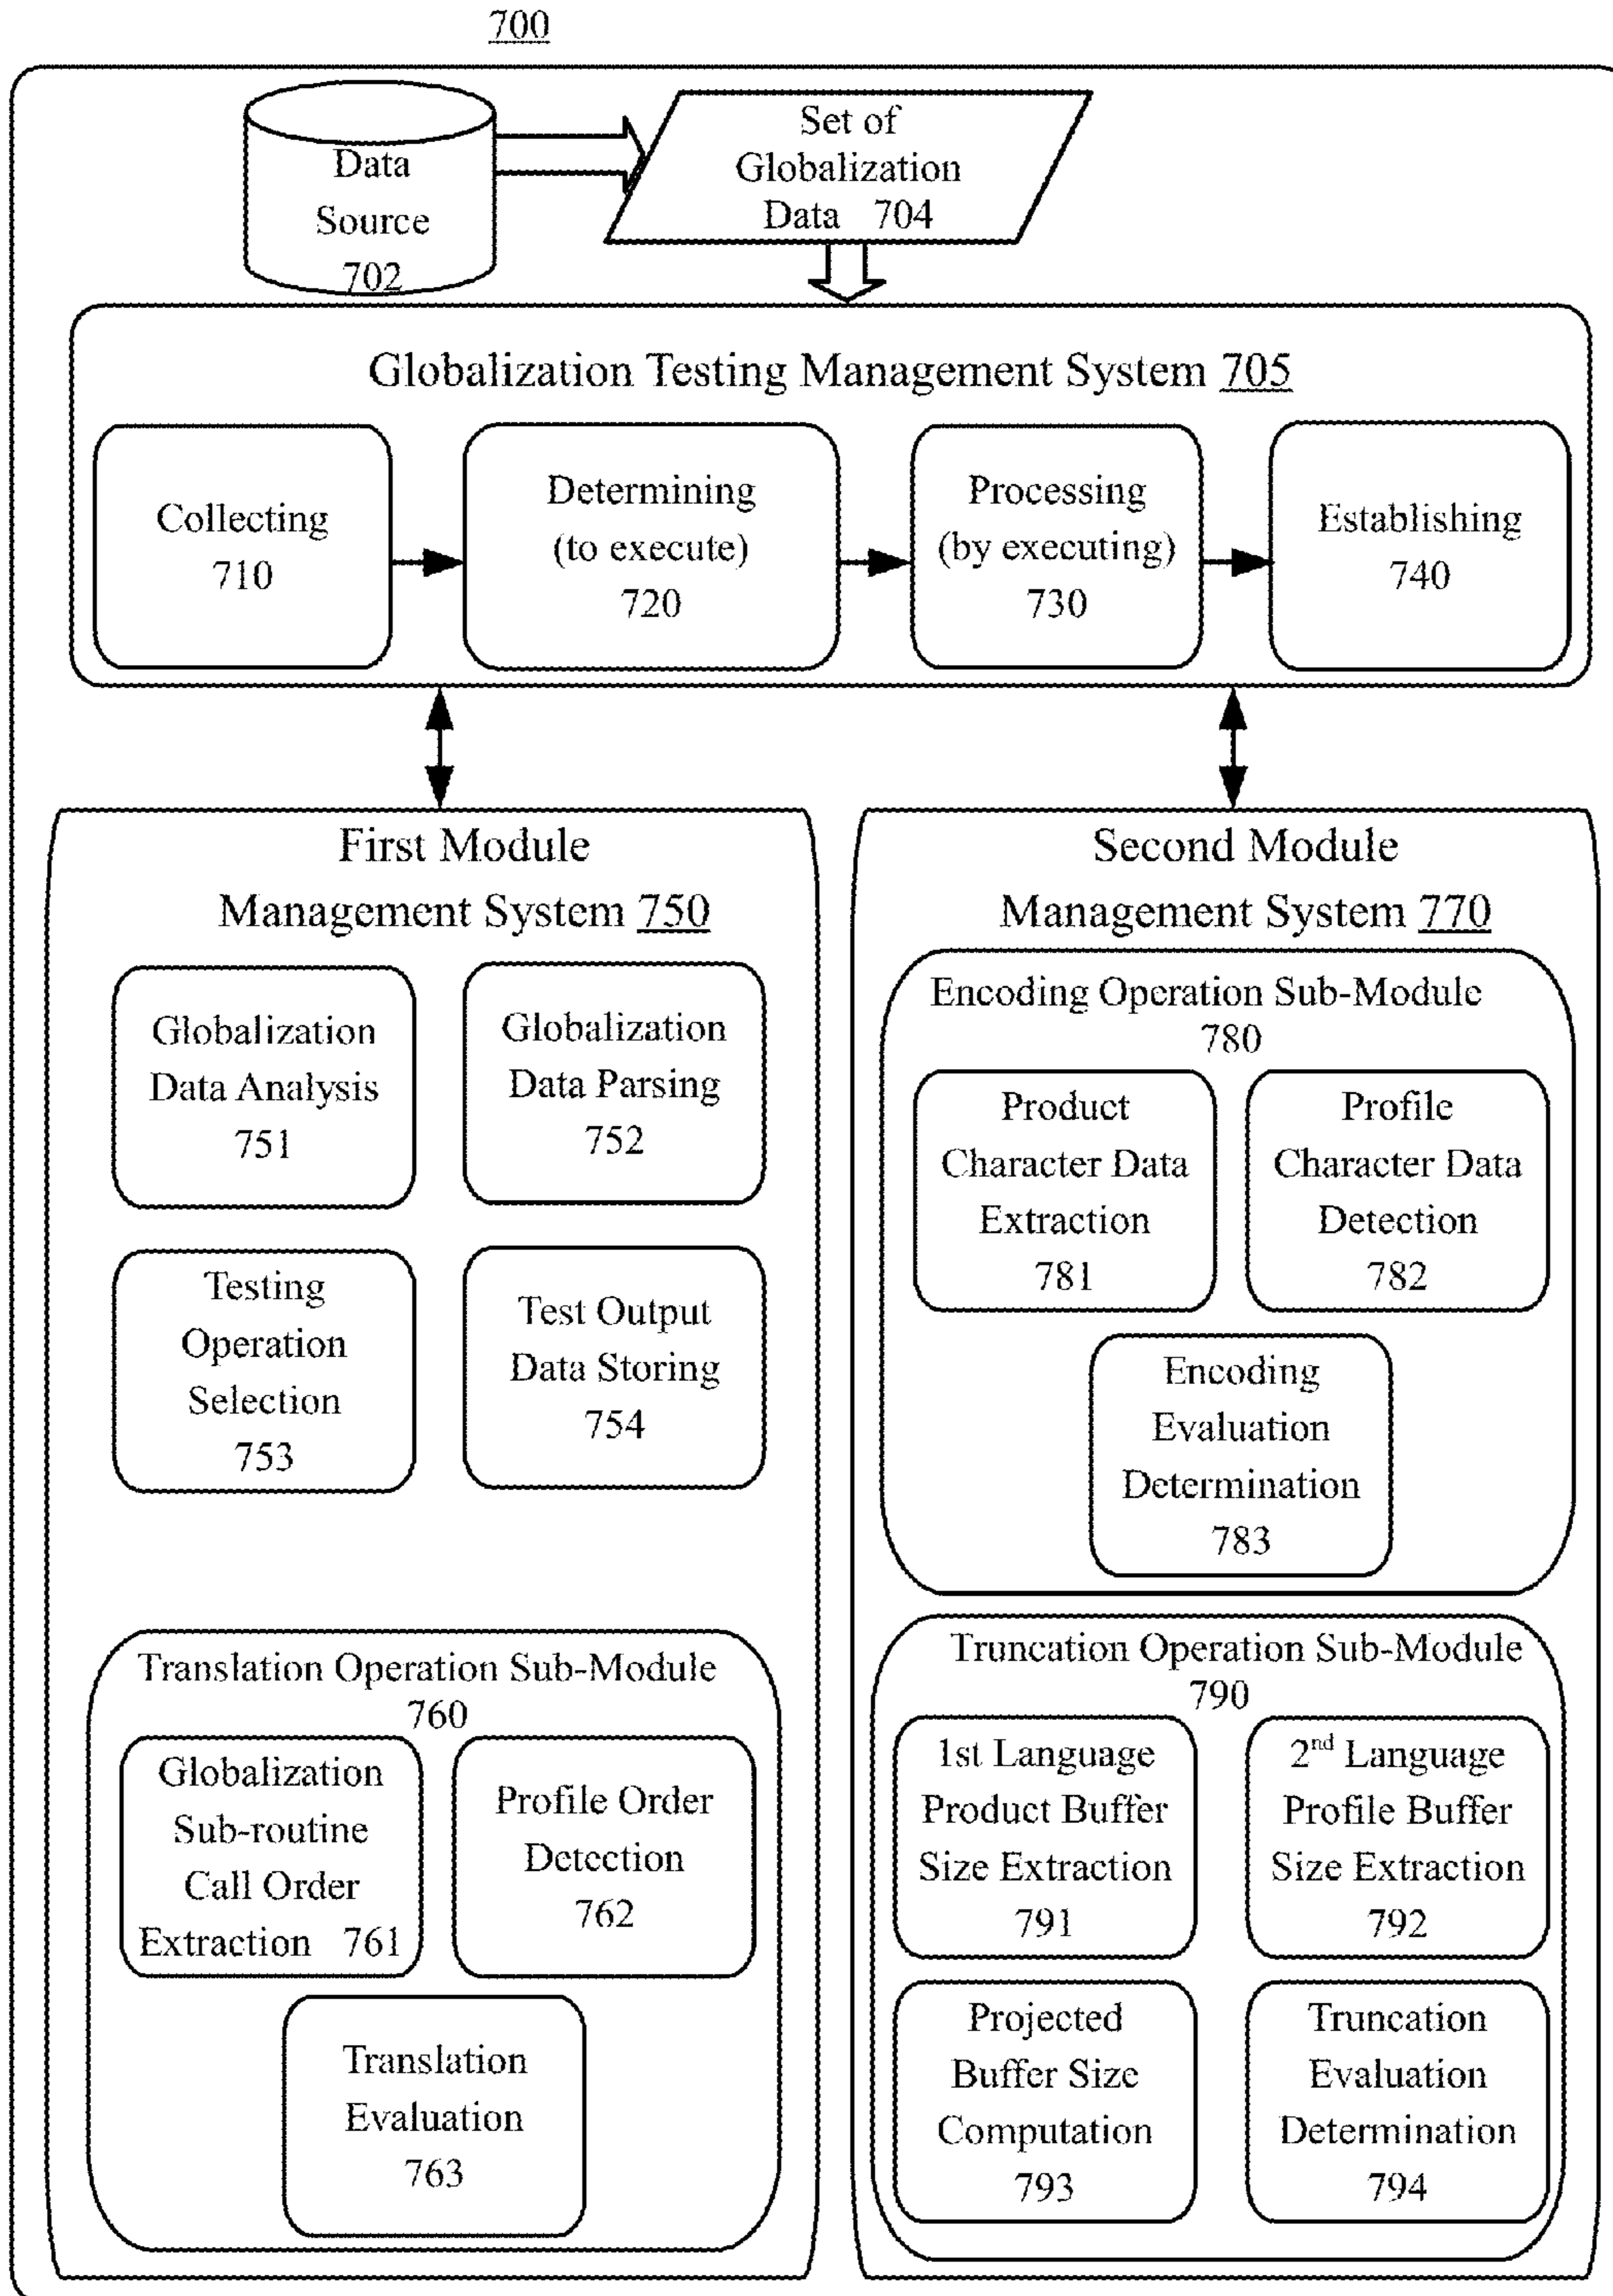 700
Data
Source
702
Set of
Globalization
Data 704
Globalization Testing Management System 705
Collecting
710
Determining
(to execute)
720
Processing
(by executing)
730
Establishing
740
First Module
Management System 750
Globalization
Data Analysis
751
Globalization
Data Parsing
752
Testing
Operation
Selection
753
Test Output
Data Storing
754
Translation Operation Sub-Module
760
Globalization
Sub-routine
Call Order
Extraction 761
Profile Order
Detection
762
Translation
Evaluation
763
Second Module
Management System 770
Encoding Operation Sub-Module
780
Product
Character Data
Extraction
781
Profile
Character Data
Detection
782
Encoding
Evaluation
Determination
783
Truncation Operation Sub-Module
790
1st Language
Product Buffer
Size Extraction
791
2nd Language
Profile Buffer
Size Extraction
792
Projected
Buffer Size
Computation
793
Truncation
Evaluation
Determination
794